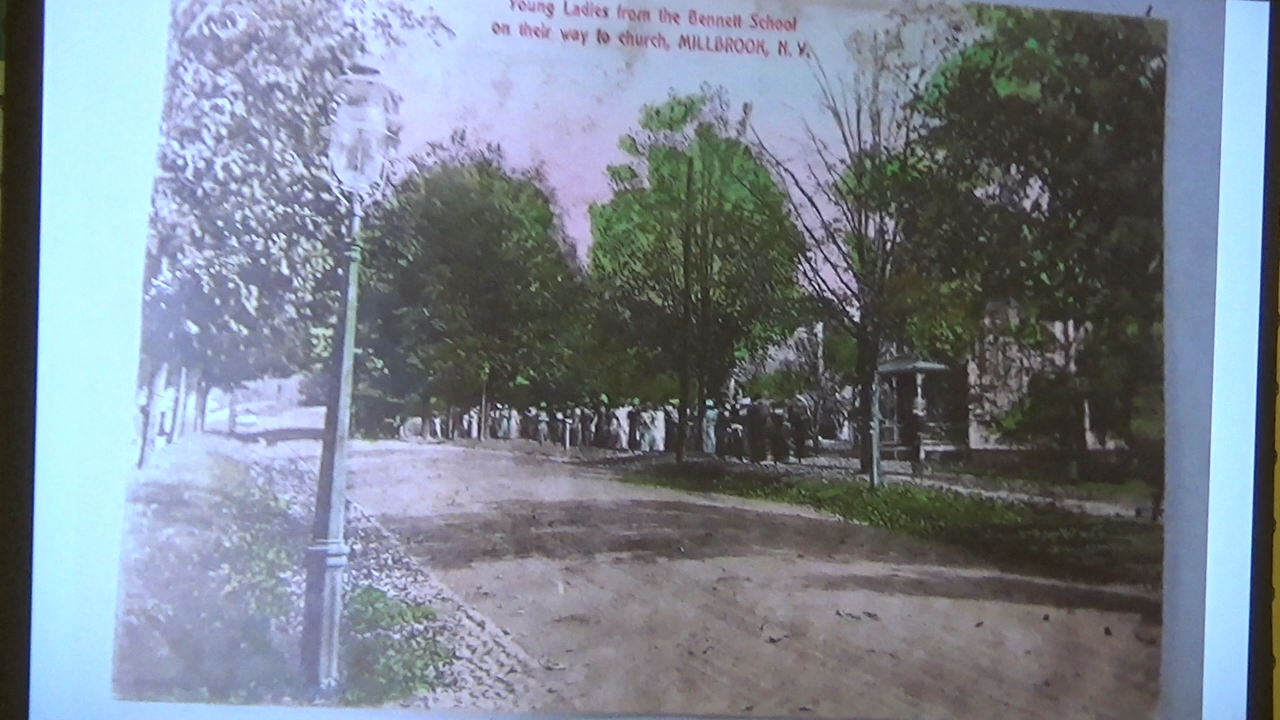 Young Ladies from the Bennett School
on their way to church, MILLBROOK, N. Y.